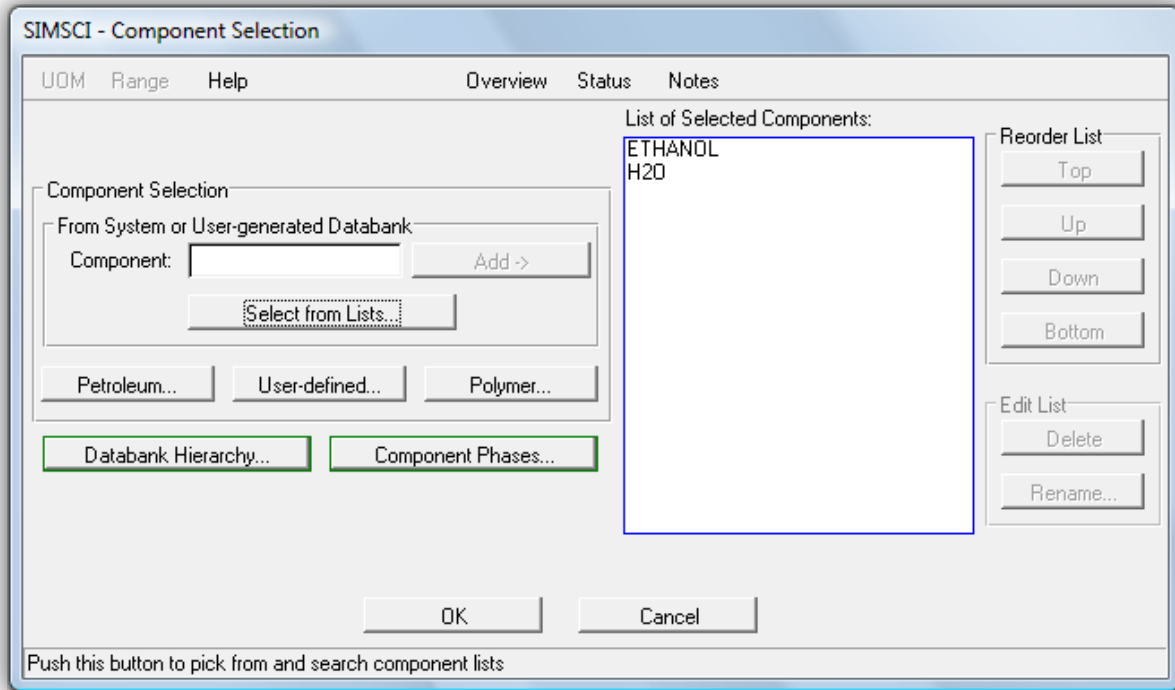 SIMSCI - Component Selection
UOM Range Help Overview Status Notes
List of Selected Components:
ETHANOL
H2O
Component Selection
From System or User-generated Databank
Component:
Add ->
Select from Lists...
Petroleum... User-defined... Polymer...
Databank Hierarchy... Component Phases...
Reorder List
Top
Up
Down
Bottom
Edit List
Delete
Rename...
OK Cancel
Push this button to pick from and search component lists